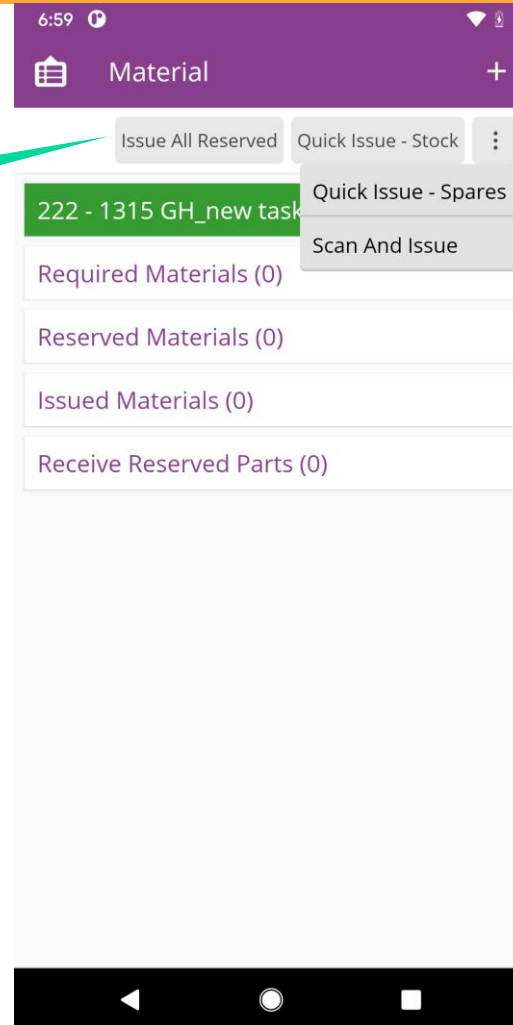 6:59
Material
Issue All Reserved Quick Issue - Stock
Quick Issue - Spares
Scan And Issue
222 - 1315 GH_new task
Required Materials (0)
Reserved Materials (0)
Issued Materials (0)
Receive Reserved Parts (0)